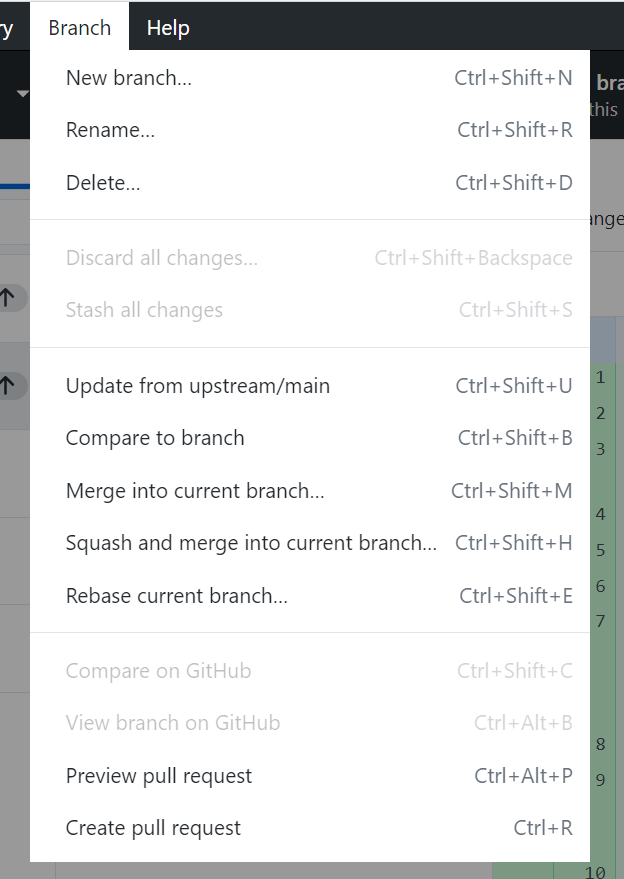 ry Branch Help
New branch... Ctrl+Shift+N
bra
Rename... Ctrl+Shift+R
this
Delete... Ctrl+Shift+D
ange
Discard all changes... Ctrl+Shift+Backspace
Stash all changes Ctrl+Shift+S
Update from upstream/main Ctrl+Shift+U
1
2
Compare to branch Ctrl+Shift+B
3
Merge into current branch... Ctrl+Shift+M
4
Squash and merge into current branch... Ctrl+Shift+H
5
Rebase current branch... Ctrl+Shift+E
6
7
Compare on GitHub Ctrl+Shift+C
View branch on GitHub Ctrl+Alt+B
8
Preview pull request Ctrl+Alt+P
9
Create pull request Ctrl+R
10